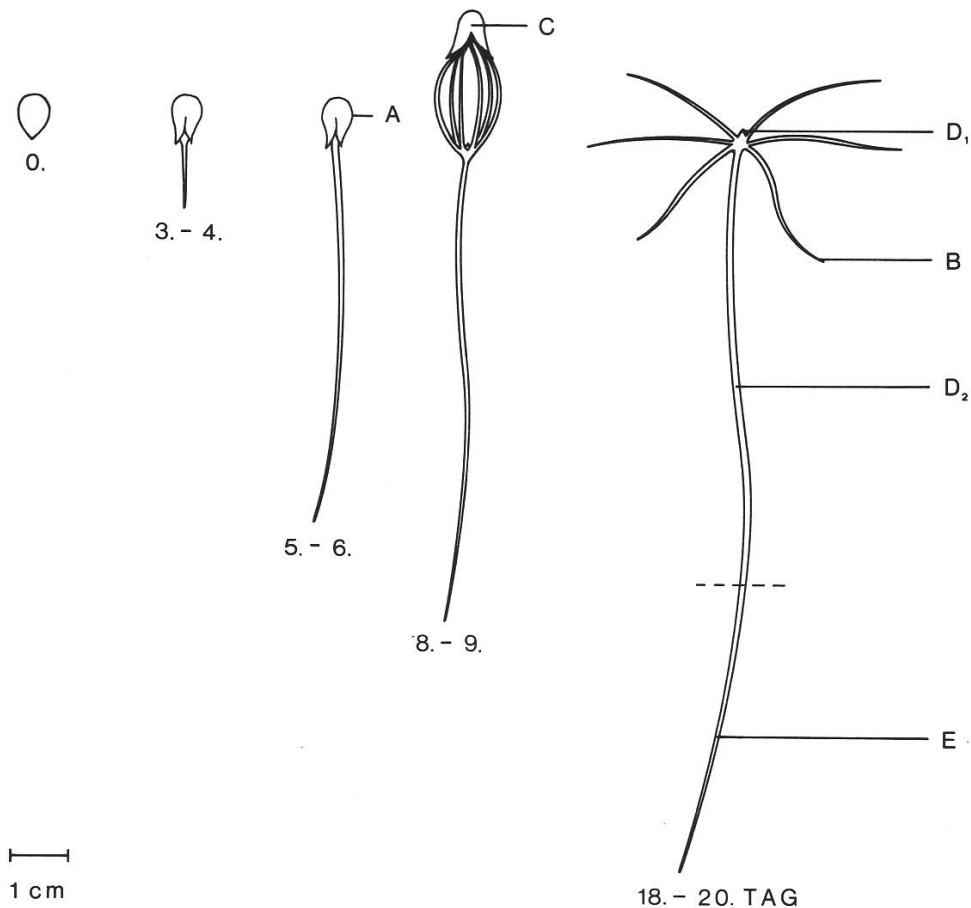 C
A
0.
D₁
3.- 4.
B
D₂
5.- 6.
8.- 9.
E
1 cm
18.- 20. TAG